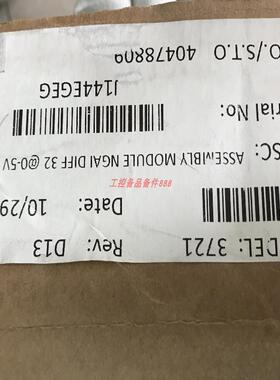 DEL: 3721
Rev: D13
Date: 10/29
SC: ASSEMBLY MODULE NGAI DIFF 32 @0-5V
rial No:
J144EGEG
O./S.T.O 40478809
工控备品备件888